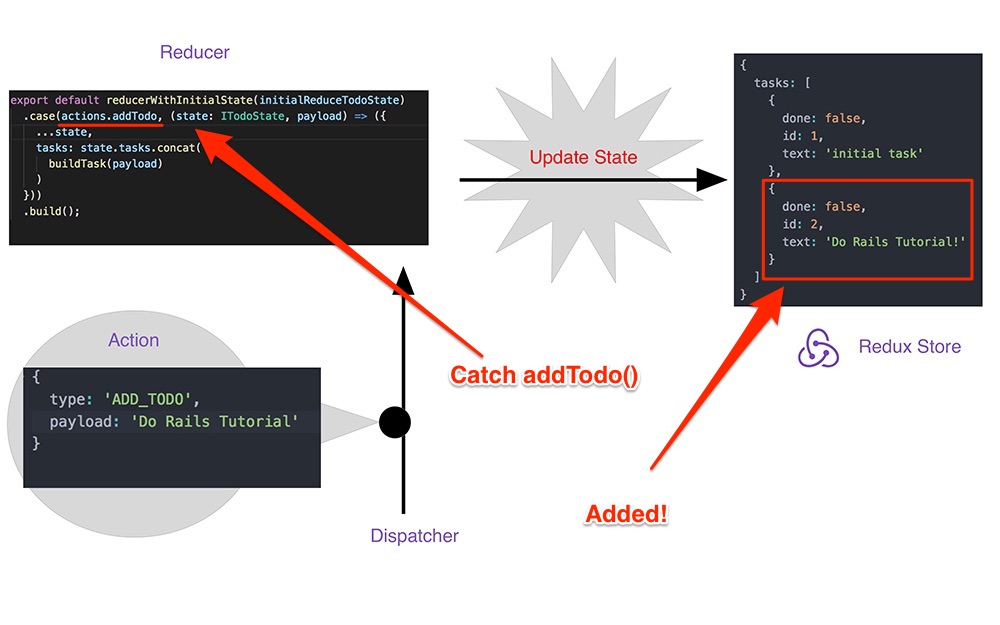 Reducer
export default reducerWithInitialState(initialReduceTodoState)
.case(actions.addTodo, (state: ITodoState, payload) => ({
...state,
tasks: state.tasks.concat(
buildTask(payload)
)
}))
.build();
Update State
{
tasks: [
{
done: false,
id: 1,
text: 'initial task'
},
{
done: false,
id: 2,
text: 'Do Rails Tutorial!'
}
]
}
Redux Store
Action
{
type: 'ADD_TODO',
payload: 'Do Rails Tutorial'
}
Catch addTodo()
Added!
Dispatcher